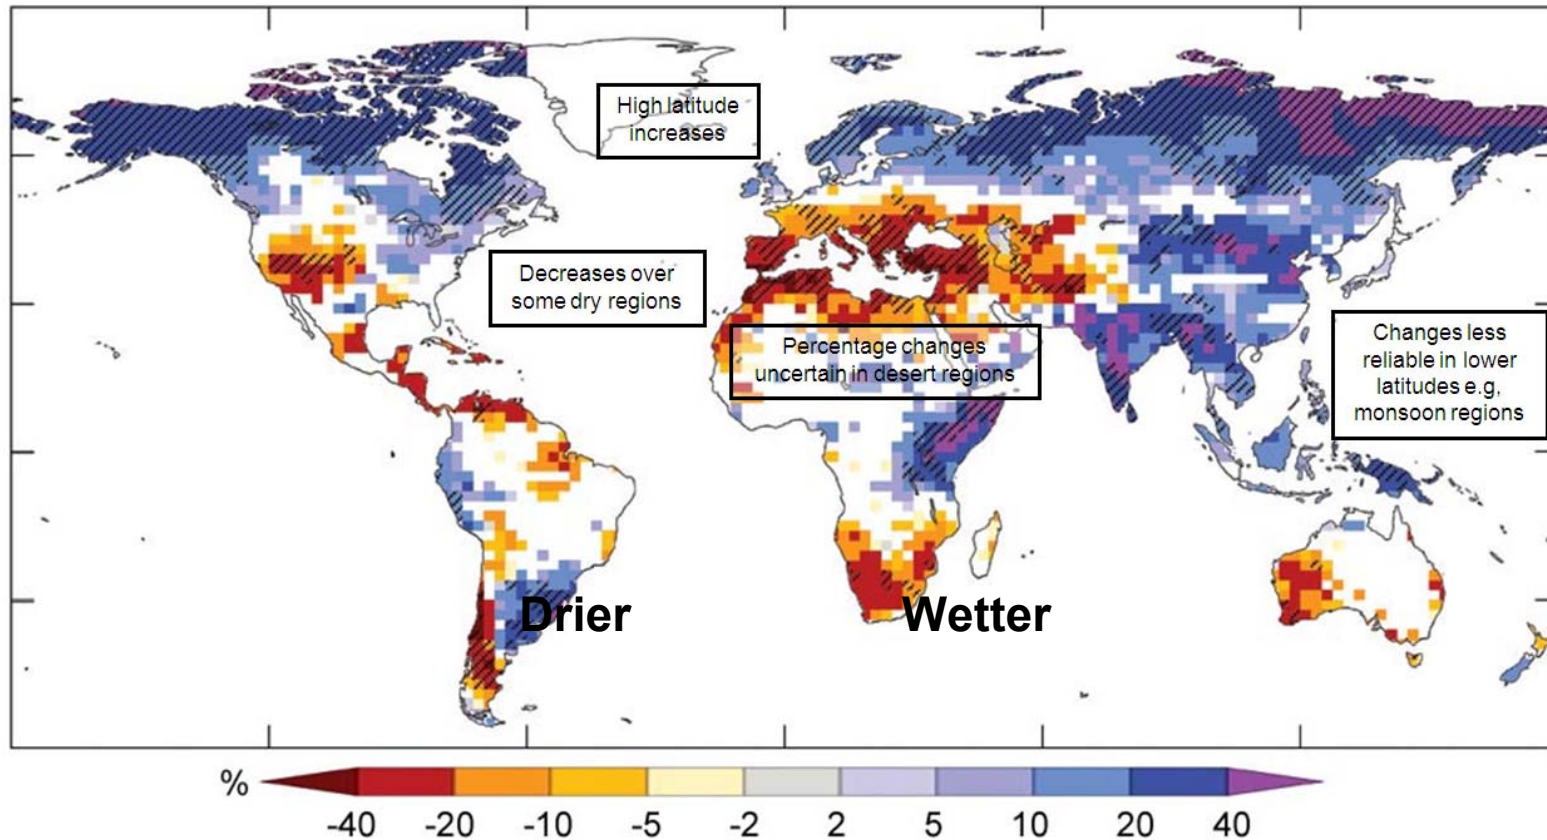 High latitude
increases
Decreases over
some dry regions
Percentage changes
uncertain in desert regions
Changes less
reliable in lower
latitudes e.g,
monsoon regions
Drier
Wetter
%
-40 -20 -10 -5 -2 2 5 10 20 40